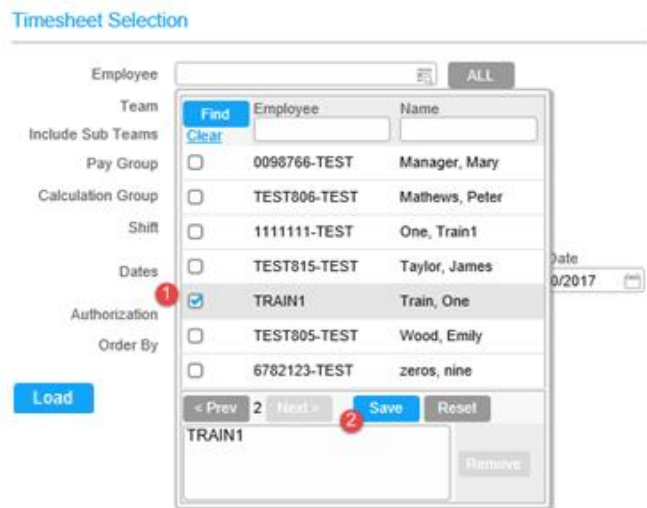 Timesheet Selection
Employee ALL
Team Find Employee Name
Include Sub Teams Clear
Pay Group 0098766-TEST Manager, Mary
Calculation Group TEST806-TEST Mathews, Peter
Shift 1111111-TEST One, Train1
Dates TEST815-TEST Taylor, James Date
0/2017
1 TRAIN1 Train, One
Authorization
Order By TEST805-TEST Wood, Emily
6782123-TEST zeros, nine
Load < Prev 2 Next > 2 Save Reset
TRAIN1
Remove